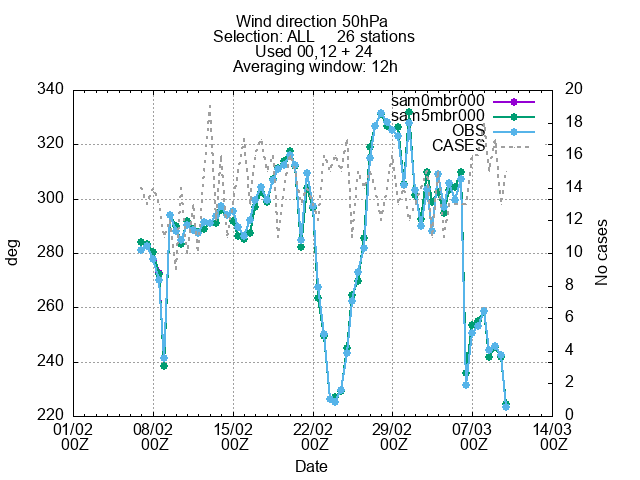 Wind direction 50hPa
Selection: ALL 26 stations
Used 00,12 + 24
Averaging window: 12h
340 20
sam0mbr000
18
sam5mbr000
320 OBS 16
CASES
14
300
12
280 10
8
260
6
240 4
2
220 0
deg
No cases
01/02 08/02 15/02 22/02 29/02 07/03 14/03
00Z 00Z 00Z 00Z 00Z 00Z 00Z
Date